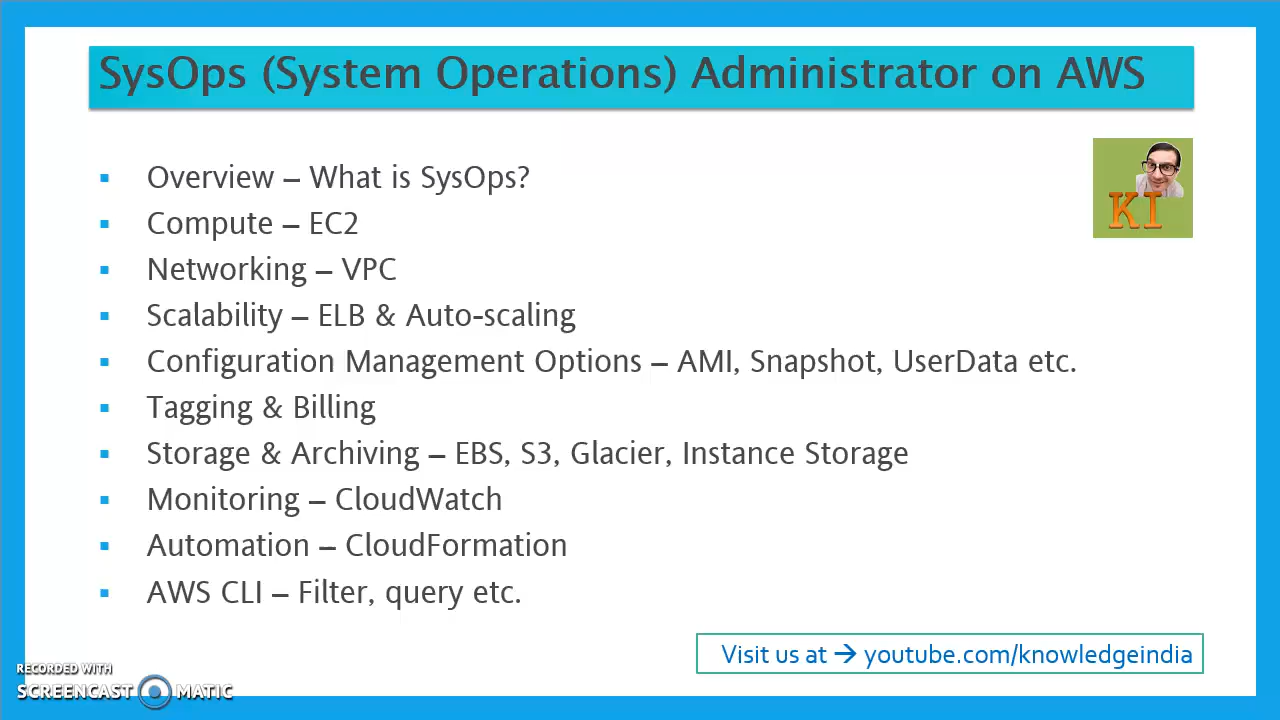 SysOps (System Operations) Administrator on AWS
KI
▪ Overview – What is SysOps?
▪ Compute – EC2
▪ Networking – VPC
▪ Scalability – ELB & Auto-scaling
▪ Configuration Management Options – AMI, Snapshot, UserData etc.
▪ Tagging & Billing
▪ Storage & Archiving – EBS, S3, Glacier, Instance Storage
▪ Monitoring – CloudWatch
▪ Automation – CloudFormation
▪ AWS CLI – Filter, query etc.
Visit us at → youtube.com/knowledgeindia
RECORDED WITH
SCREENCAST MATIC